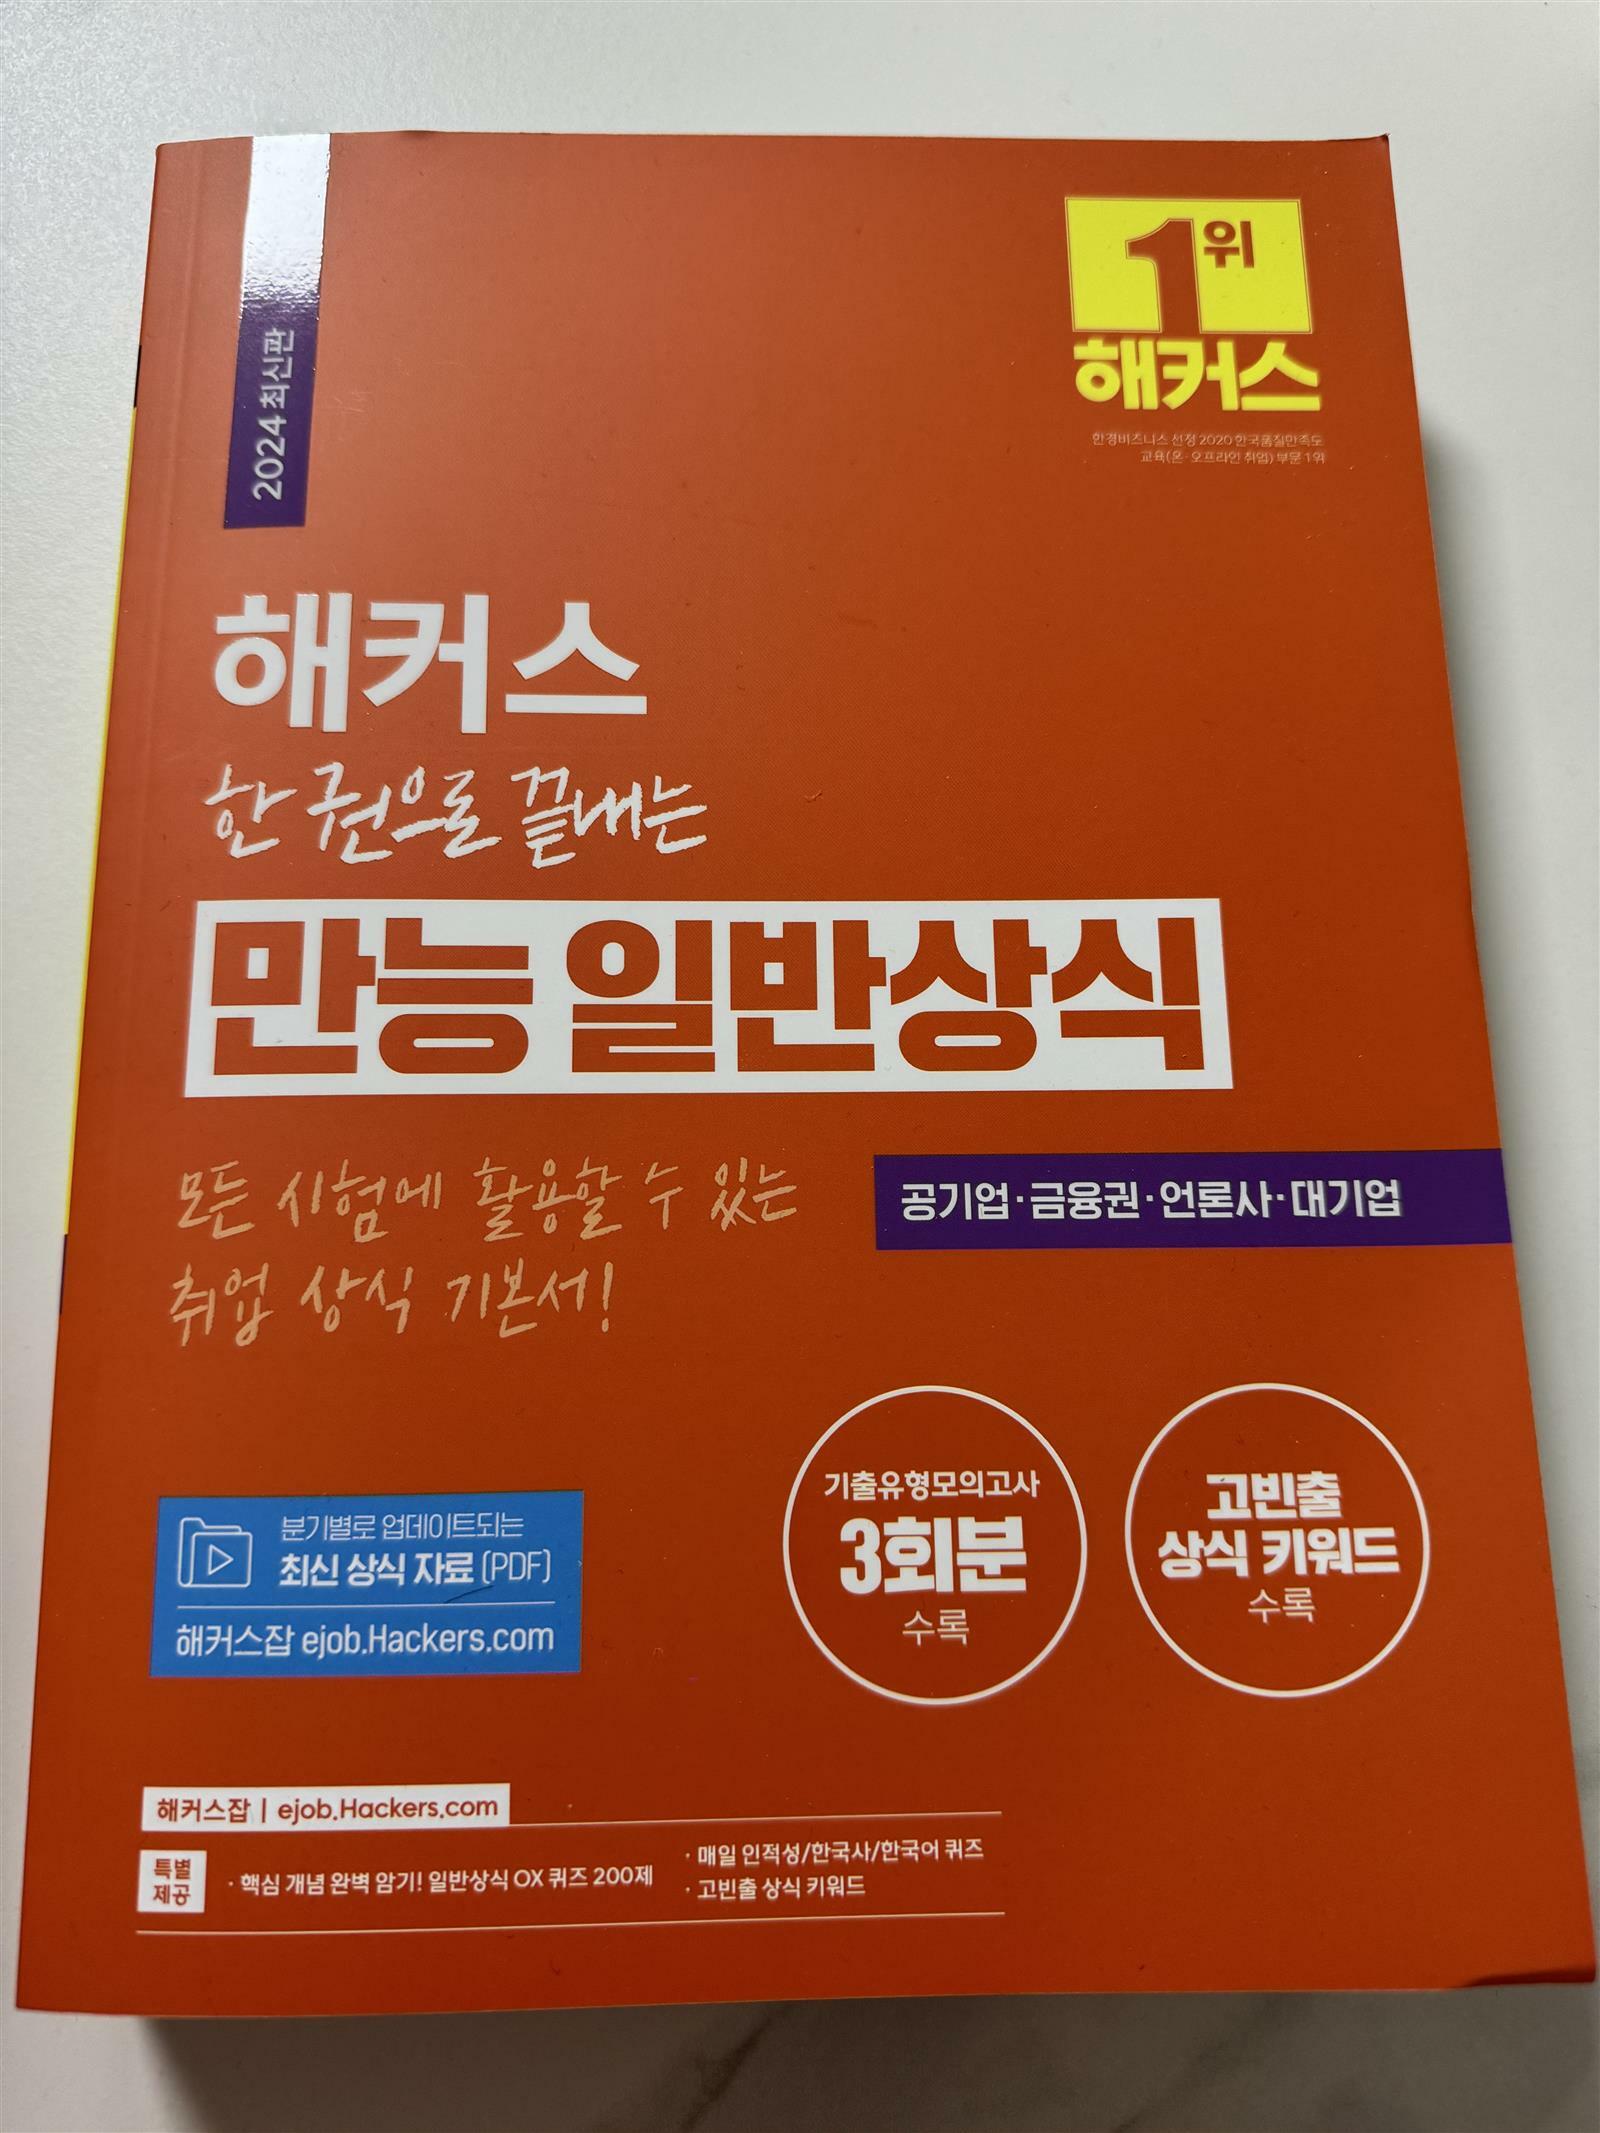 2024 최신판
1위
해커스
한경비즈니스 선정 2020 한국품질만족도
교육(온·오프라인 취업) 부문 1위
해커스
한 권으로 끝내는
만능 일반상식
모든 시험에 활용할 수 있는
취업 상식 기본서!
공기업·금융권·언론사·대기업
기출유형모의고사
3회분
수록
고빈출
상식 키워드
수록
분기별로 업데이트되는
최신 상식 자료 (PDF)
해커스잡 ejob.Hackers.com
해커스잡 | ejob.Hackers.com
특별
제공
· 핵심 개념 완벽 암기! 일반상식 OX 퀴즈 200제
· 매일 인적성/한국사/한국어 퀴즈
· 고빈출 상식 키워드